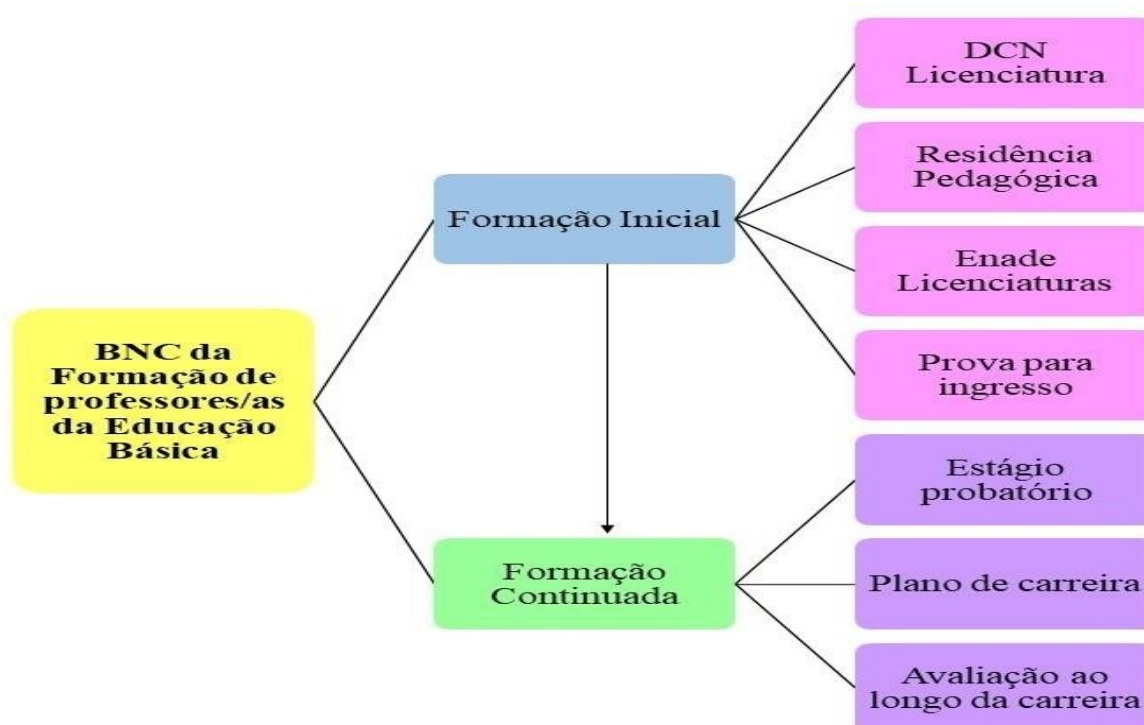 BNC da
Formação de
professores/as
da Educação
Básica
Formação Inicial
Formação
Continuada
DCN
Licenciatura
Residência
Pedagógica
Enade
Licenciaturas
Prova para
ingresso
Estágio
probatório
Plano de carreira
Avaliação ao
longo da carreira